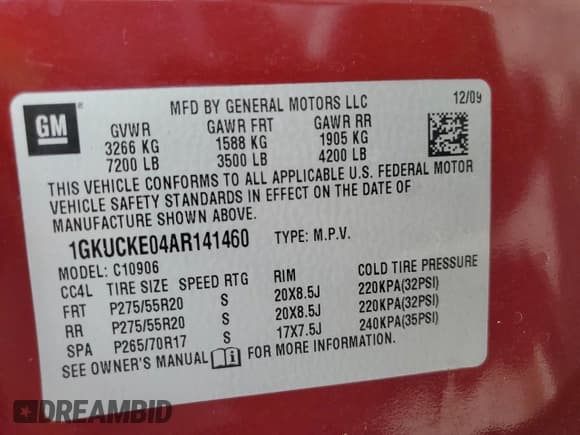 GM
MFD BY GENERAL MOTORS LLC 12/09
GVWR GAWR FRT GAWR RR
3266 KG 1588 KG 1905 KG
7200 LB 3500 LB 4200 LB
THIS VEHICLE CONFORMS TO ALL APPLICABLE U.S. FEDERAL MOTOR
VEHICLE SAFETY STANDARDS IN EFFECT ON THE DATE OF
MANUFACTURE SHOWN ABOVE.
1GKUCKE04AR141460 TYPE: M.P.V.
MODEL: C10906
CC4L TIRE SIZE SPEED RTG RIM COLD TIRE PRESSURE
FRT P275/55R20 S 20X8.5J 220KPA(32PSI)
RR P275/55R20 S 20X8.5J 220KPA(32PSI)
SPA P265/70R17 S 17X7.5J 240KPA(35PSI)
SEE OWNER'S MANUAL FOR MORE INFORMATION.
DREAMBID